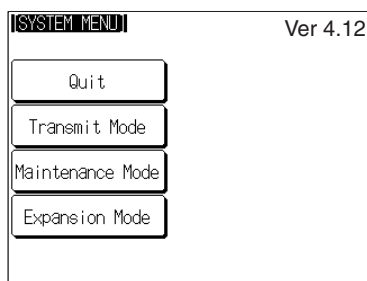 [SYSTEM MENU]
Ver 4.12
Quit
Transmit Mode
Maintenance Mode
Expansion Mode